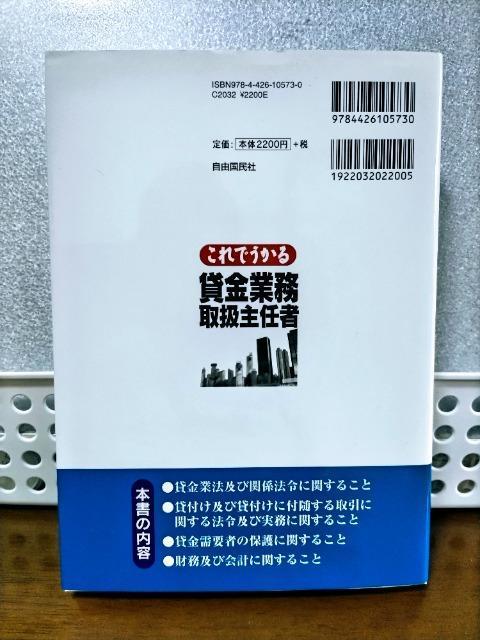 ISBN978-4-426-10573-0
C2032 ¥2200E
9784426105730
定価：本体2200円＋税
自由国民社
1922032022005
これでうかる
貸金業務
取扱主任者
本書の内容
●貸金業法及び関係法令に関すること
●貸付け及び貸付けに付随する取引に
関する法令及び実務に関すること
●資金需要者の保護に関すること
●財務及び会計に関すること